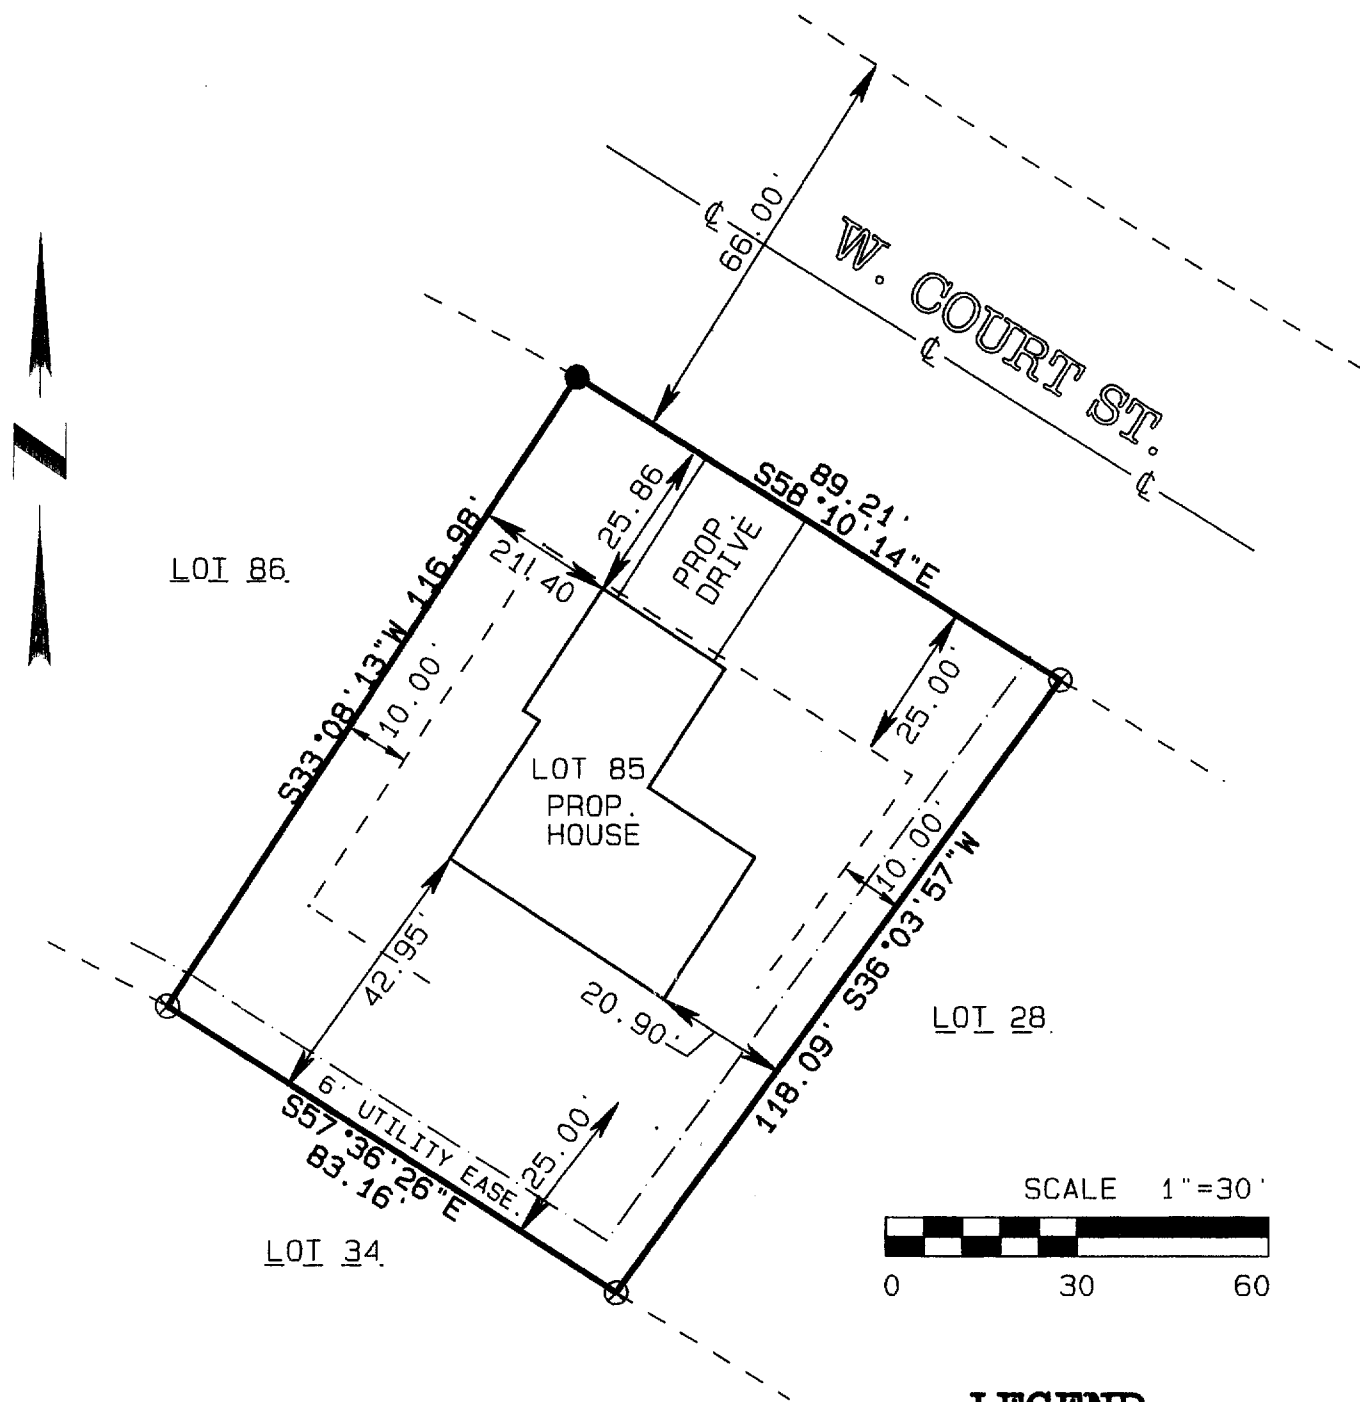 66.00'
W. COURT ST.
N
89.21'
S58°10'14"E
25.86
PROP.
DRIVE
21.40
LOT 86
S33°08'13"W 116.98'
10.00'
25.00'
LOT 85
PROP.
HOUSE
10.00'
42.95'
20.90'
118.09' S36°03'57"W
LOT 28
6' UTILITY EASE.
25.00'
S57°36'26"E
83.16'
LOT 34
SCALE 1"=30'
0 30 60
LEGEND